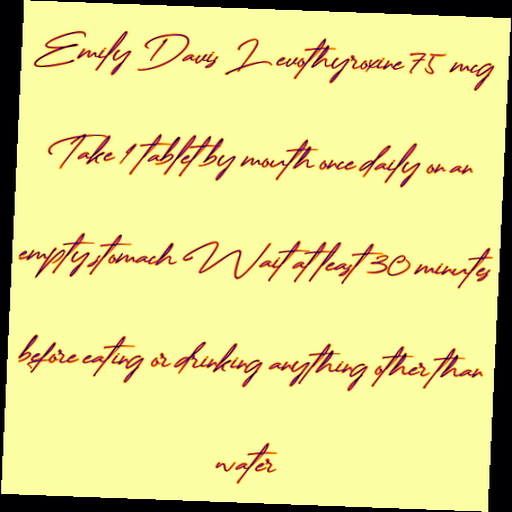 Emily Davis Levothyroxine 75 mcg
Take 1 tablet by mouth once daily on an
empty stomach Wait at least 30 minutes
before eating or drinking anything other than
water